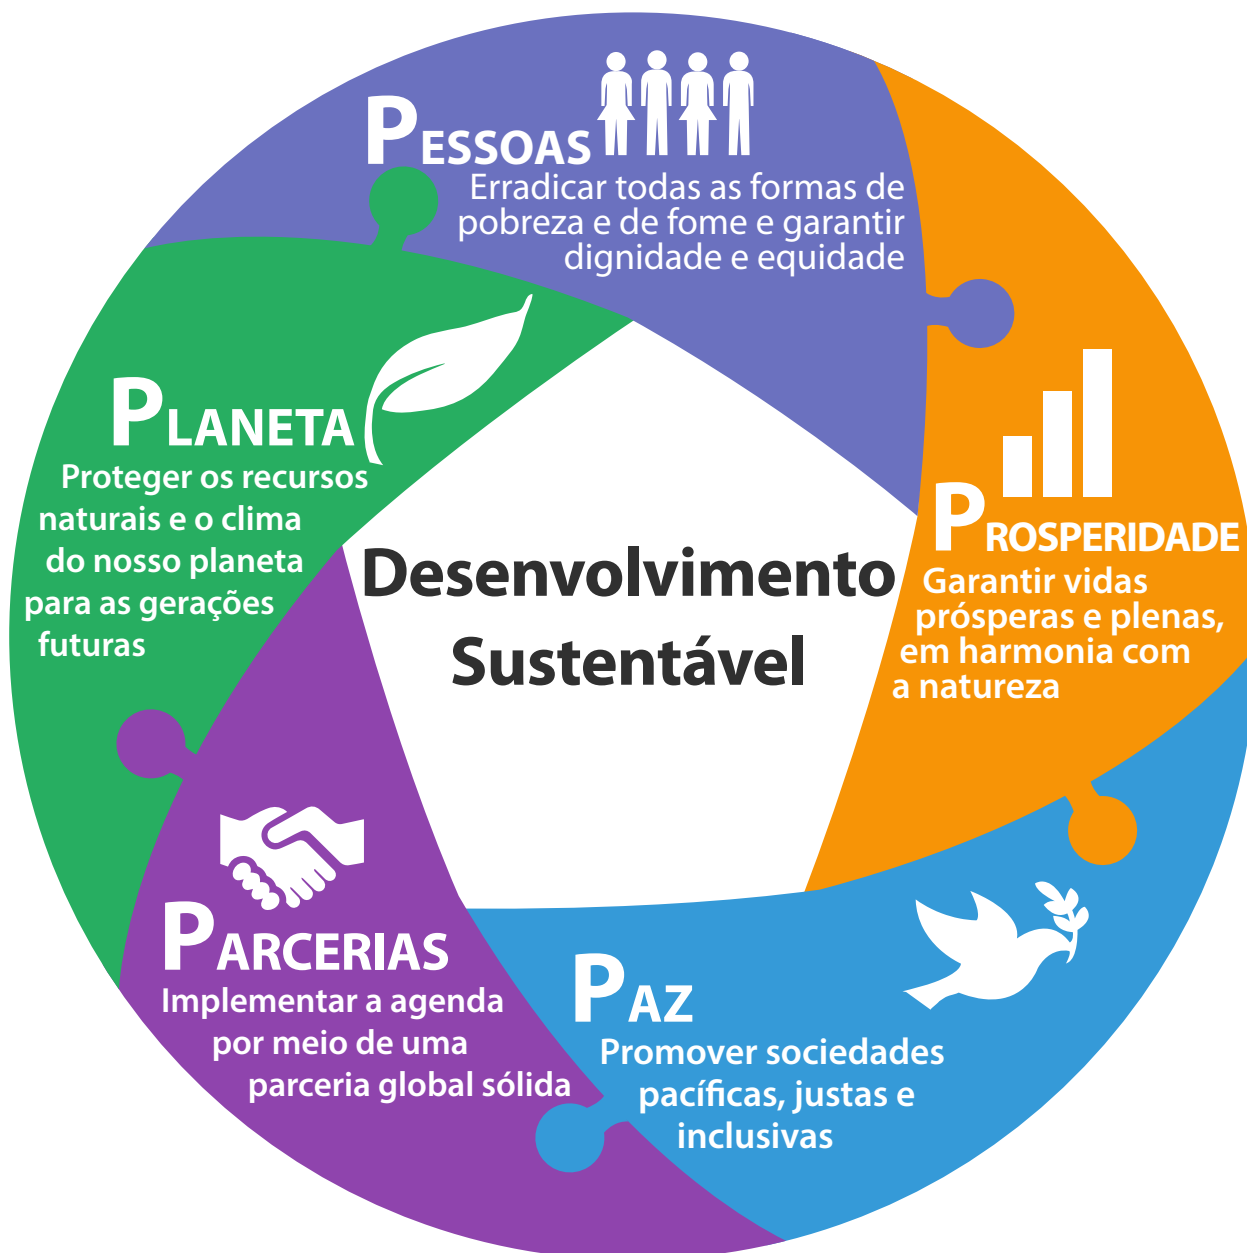 PESSOAS
Erradicar todas as formas de
pobreza e de fome e garantir
dignidade e equidade
PROSPERIDADE
Garantir vidas
prósperas e plenas,
em harmonia com
a natureza
PAZ
Promover sociedades
pacíficas, justas e
inclusivas
PARCERIAS
Implementar a agenda
por meio de uma
parceria global sólida
PLANETA
Proteger os recursos
naturais e o clima
do nosso planeta
para as gerações
futuras
Desenvolvimento
Sustentável